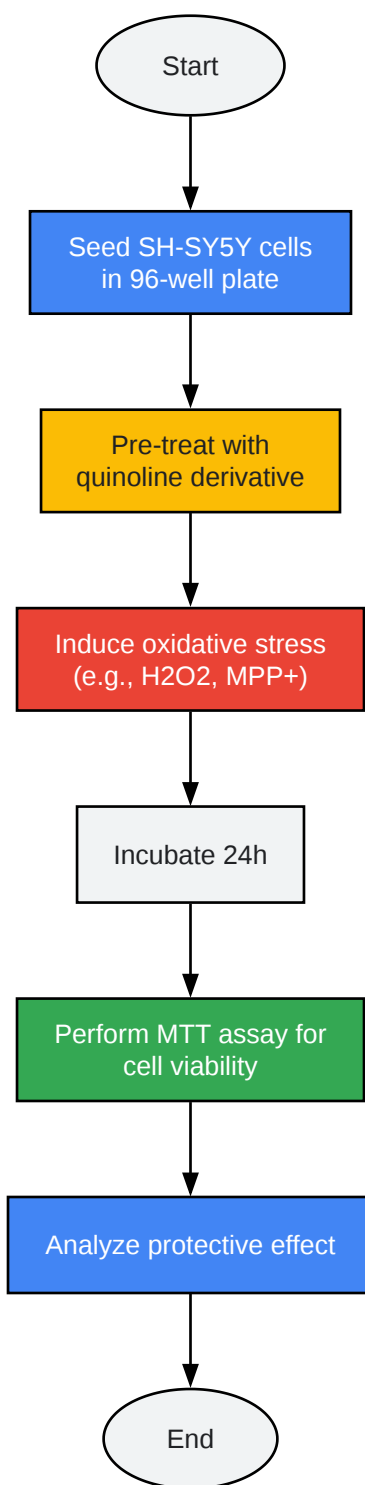 Start
Seed SH-SY5Y cells
in 96-well plate
Pre-treat with
quinoline derivative
Induce oxidative stress
(e.g., H2O2, MPP+)
Incubate 24h
Perform MTT assay for
cell viability
Analyze protective effect
End